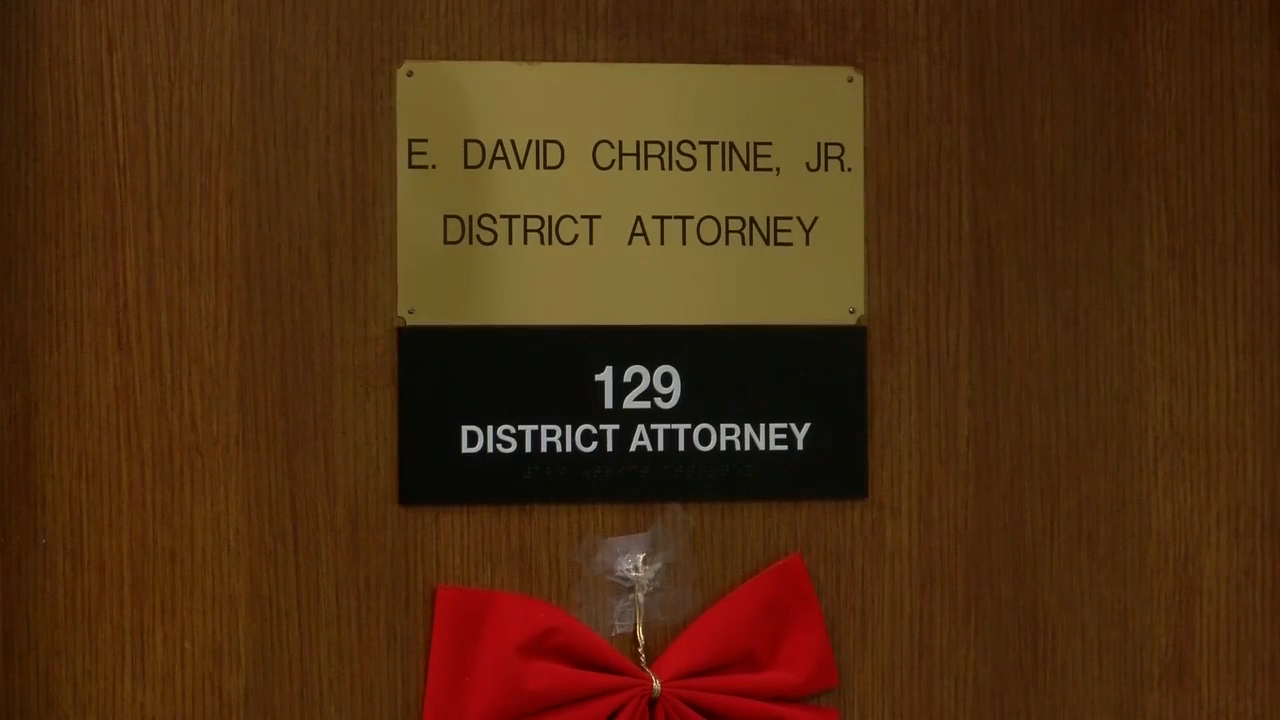 E. DAVID CHRISTINE, JR.
DISTRICT ATTORNEY
129
DISTRICT ATTORNEY